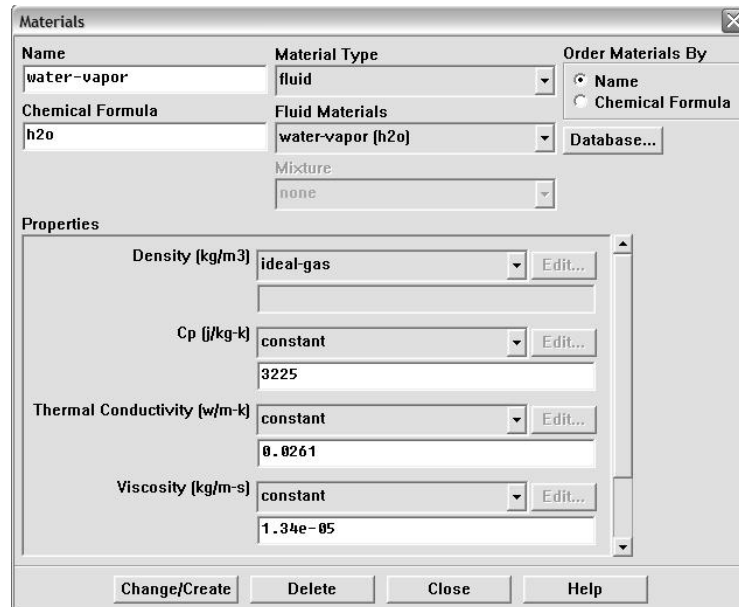 Materials
Name
water-vapor
Material Type
fluid
Order Materials By
Name
Chemical Formula
Chemical Formula
h2o
Fluid Materials
water-vapor (h2o)
Database...
Mixture
none
Properties
Density (kg/m3) ideal-gas Edit...
Cp (j/kg-k) constant Edit...
3225
Thermal Conductivity (w/m-k) constant Edit...
0.0261
Viscosity (kg/m-s) constant Edit...
1.34e-05
Change/Create Delete Close Help